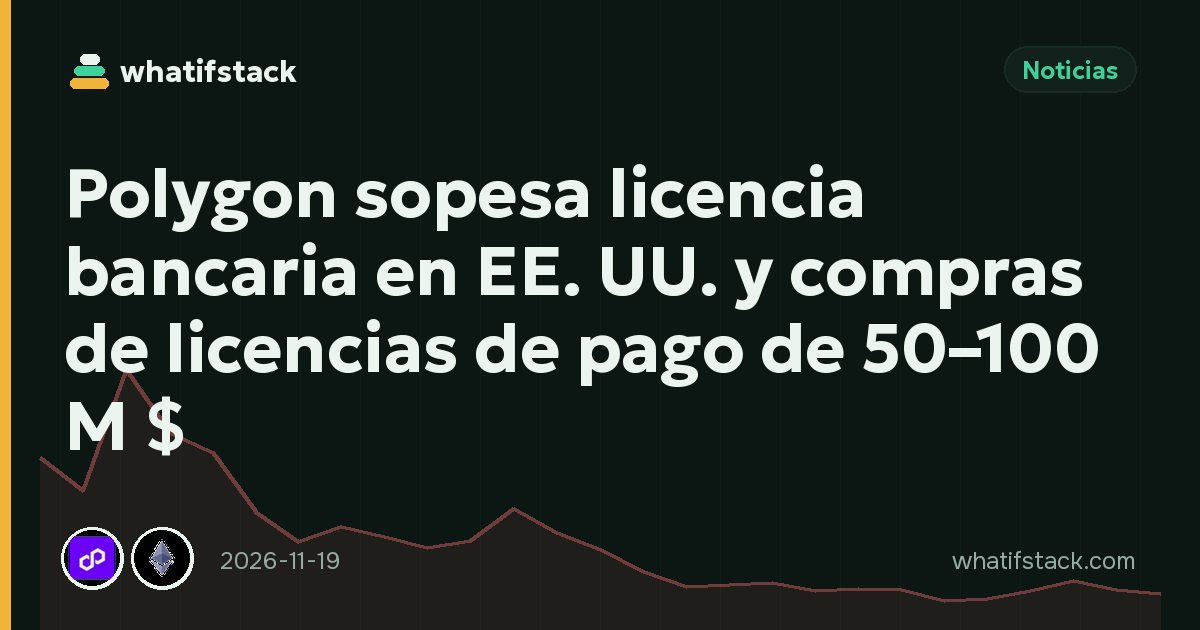 whatifstack
Noticias
Polygon sopesa licencia
bancaria en EE. UU. y compras
de licencias de pago de 50–100
M $
2026-11-19
whatifstack.com